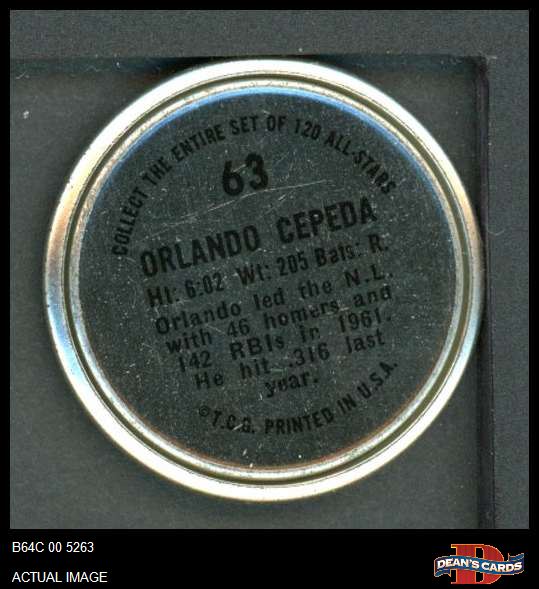 COLLECT THE ENTIRE SET OF 120 ALL-STARS
63
ORLANDO CEPEDA
Ht: 6:02 Wt: 205 Bats: R.
Orlando led the N.L.
with 46 homers and
142 RBIs in 1961.
He hit .316 last
year.
©T.C.G. PRINTED IN U.S.A.
B64C 00 5263
ACTUAL IMAGE
D
DEAN'S CARDS